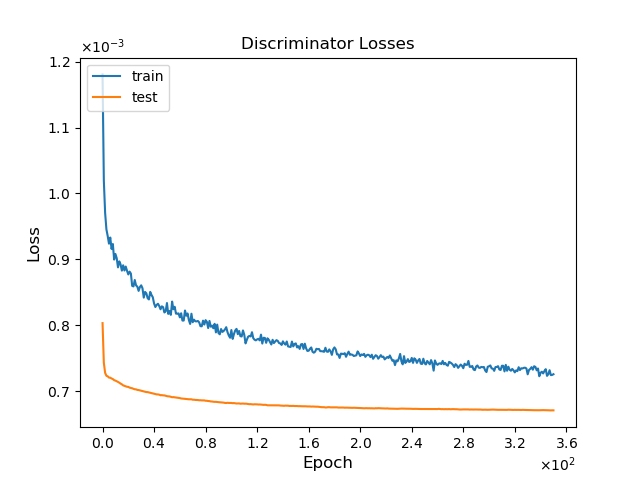 Discriminator Losses
×10⁻³
1.2
1.1
1.0
0.9
0.8
0.7
Loss
train
test
0.0 0.4 0.8 1.2 1.6 2.0 2.4 2.8 3.2 3.6
Epoch
×10²